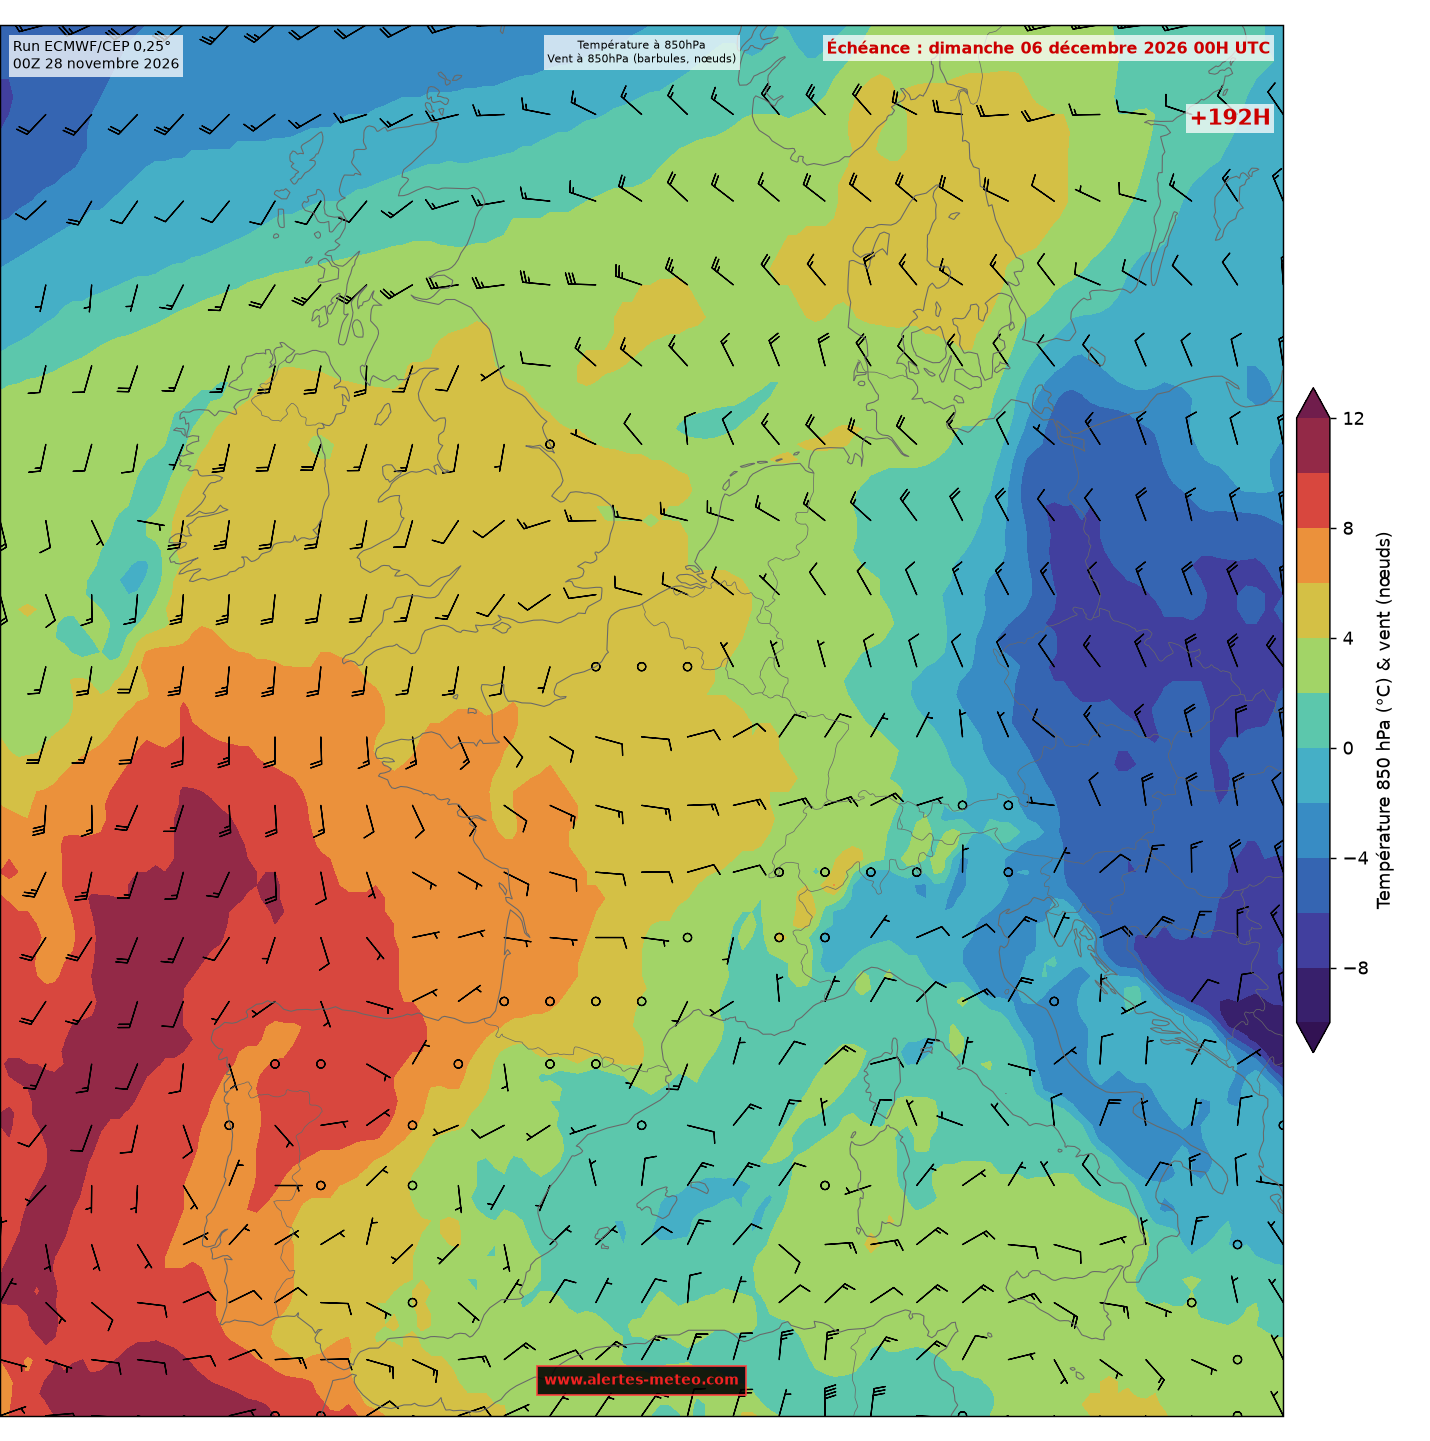 Run ECMWF/CEP 0,25°
00Z 28 novembre 2026
Température à 850hPa
Vent à 850hPa (barbules, nœuds)
Échéance : dimanche 06 décembre 2026 00H UTC
+192H
12
8
4
0
−4
−8
Température 850 hPa (°C) & vent (nœuds)
www.alertes-meteo.com